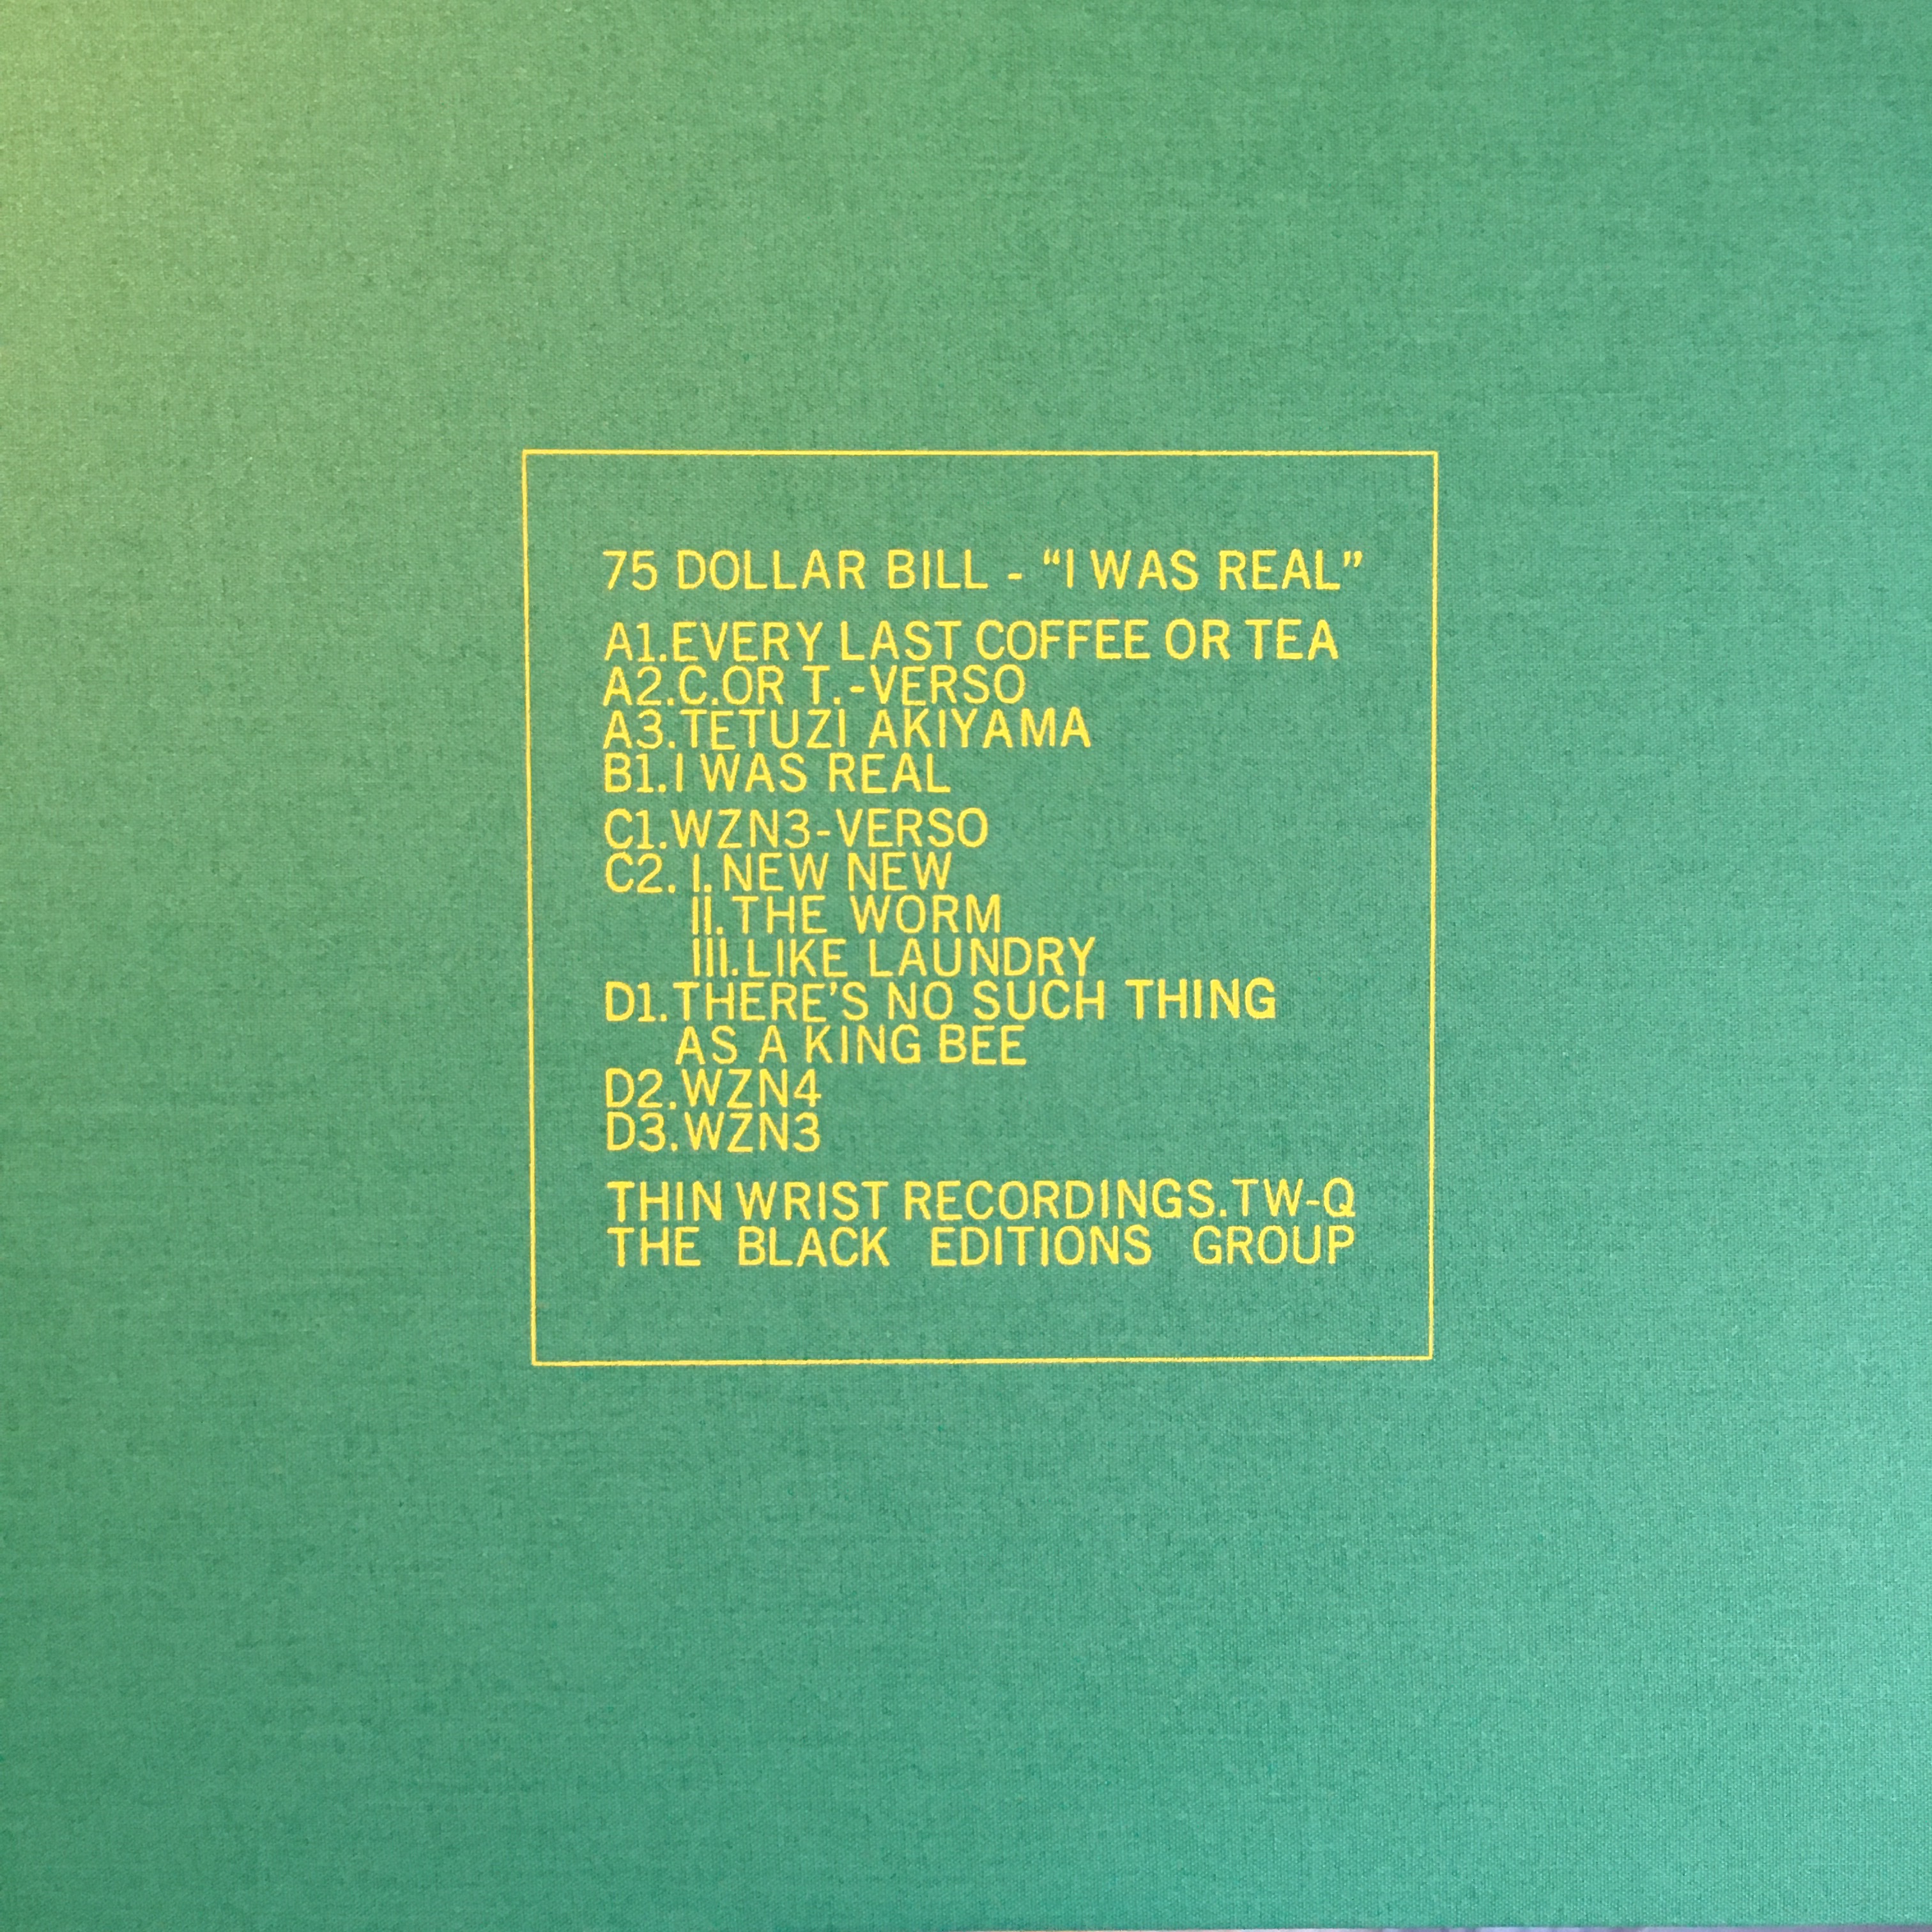 75 DOLLAR BILL - “I WAS REAL”
A1.EVERY LAST COFFEE OR TEA
A2.C.OR T.-VERSO
A3.TETUZI AKIYAMA
B1.I WAS REAL
C1.WZN3-VERSO
C2. I.NEW NEW
II.THE WORM
III.LIKE LAUNDRY
D1.THERE’S NO SUCH THING
AS A KING BEE
D2.WZN4
D3.WZN3
THIN WRIST RECORDINGS.TW-Q
THE BLACK EDITIONS GROUP